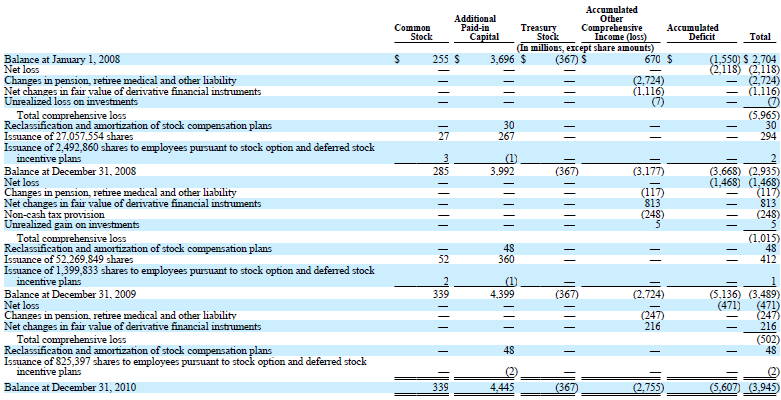 Accumulated
Additional Other
Common Paid-in Treasury Comprehensive Accumulated
Stock Capital Stock Income (loss) Deficit Total
(In millions, except share amounts)
Balance at January 1, 2008 $ 255 $ 3,696 $ (367) $ 670 $ (1,550) $ 2,704
Net loss — — — — (2,118) (2,118)
Changes in pension, retiree medical and other liability — — — (2,724) — (2,724)
Net changes in fair value of derivative financial instruments — — — (1,116) — (1,116)
Unrealized loss on investments — — — (7) — (7)
Total comprehensive loss (5,965)
Reclassification and amortization of stock compensation plans — 30 — — — 30
Issuance of 27,057,554 shares 27 267 — — — 294
Issuance of 2,492,860 shares to employees pursuant to stock option and deferred stock
incentive plans 3 (1) — — — 2
Balance at December 31, 2008 285 3,992 (367) (3,177) (3,668) (2,935)
Net loss — — — — (1,468) (1,468)
Changes in pension, retiree medical and other liability — — — (117) — (117)
Net changes in fair value of derivative financial instruments — — — 813 — 813
Non-cash tax provision — — — (248) — (248)
Unrealized gain on investments — — — 5 — 5
Total comprehensive loss (1,015)
Reclassification and amortization of stock compensation plans — 48 — — — 48
Issuance of 52,269,849 shares 52 360 — — — 412
Issuance of 1,399,833 shares to employees pursuant to stock option and deferred stock
incentive plans 2 (1) — — — 1
Balance at December 31, 2009 339 4,399 (367) (2,724) (5,136) (3,489)
Net loss — — — — (471) (471)
Changes in pension, retiree medical and other liability — — — (247) — (247)
Net changes in fair value of derivative financial instruments — — — 216 — 216
Total comprehensive loss (502)
Reclassification and amortization of stock compensation plans — 48 — — — 48
Issuance of 825,397 shares to employees pursuant to stock option and deferred stock
incentive plans — (2) — — — (2)
Balance at December 31, 2010 339 4,445 (367) (2,755) (5,607) (3,945)